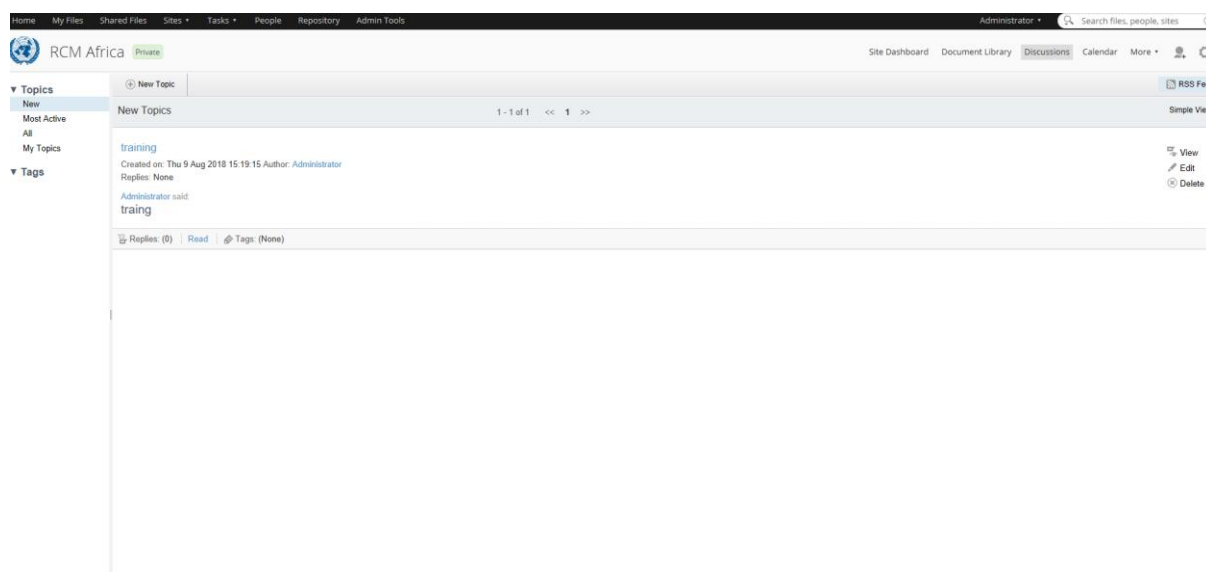 Home My Files Shared Files Sites Tasks People Repository Admin Tools Administrator Search files, people, sites
RCM Africa Private Site Dashboard Document Library Discussions Calendar More
Topics
New
Most Active
All
My Topics
Tags
New Topic RSS Fe
New Topics 1 - 1 of 1 << 1 >> Simple Vie
training
Created on: Thu 9 Aug 2018 15:19:15 Author: Administrator
Replies: None
Administrator said:
traing
View
Edit
Delete
Replies: (0) Read Tags: (None)